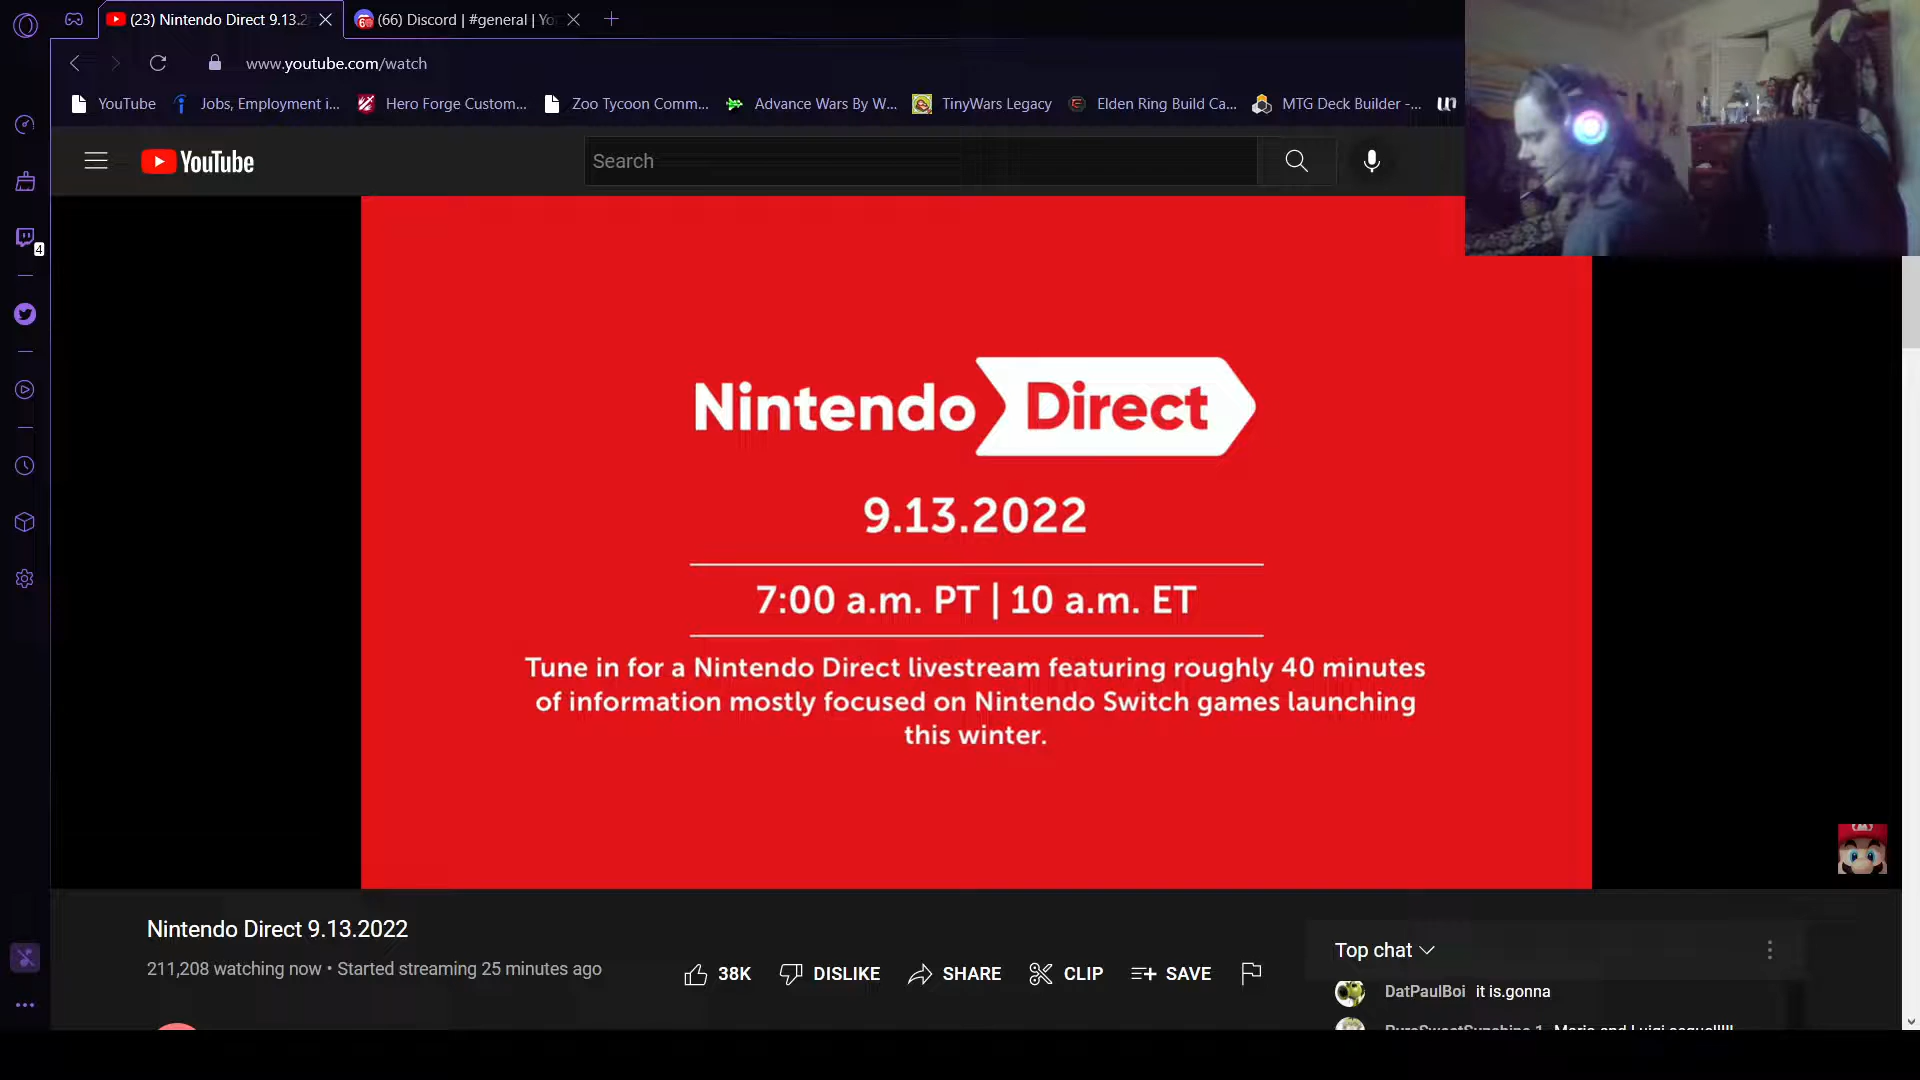 (23) Nintendo Direct 9.13.2
(66) Discord | #general | Yo
www.youtube.com/watch
YouTube
Jobs, Employment i...
Hero Forge Custom...
Zoo Tycoon Comm...
Advance Wars By W...
TinyWars Legacy
Elden Ring Build Ca...
MTG Deck Builder -...
YouTube
Search
4
Nintendo Direct
9.13.2022
7:00 a.m. PT | 10 a.m. ET
Tune in for a Nintendo Direct livestream featuring roughly 40 minutes
of information mostly focused on Nintendo Switch games launching
this winter.
Nintendo Direct 9.13.2022
211,208 watching now • Started streaming 25 minutes ago
38K
DISLIKE
SHARE
CLIP
SAVE
Top chat
DatPaulBoi it is.gonna